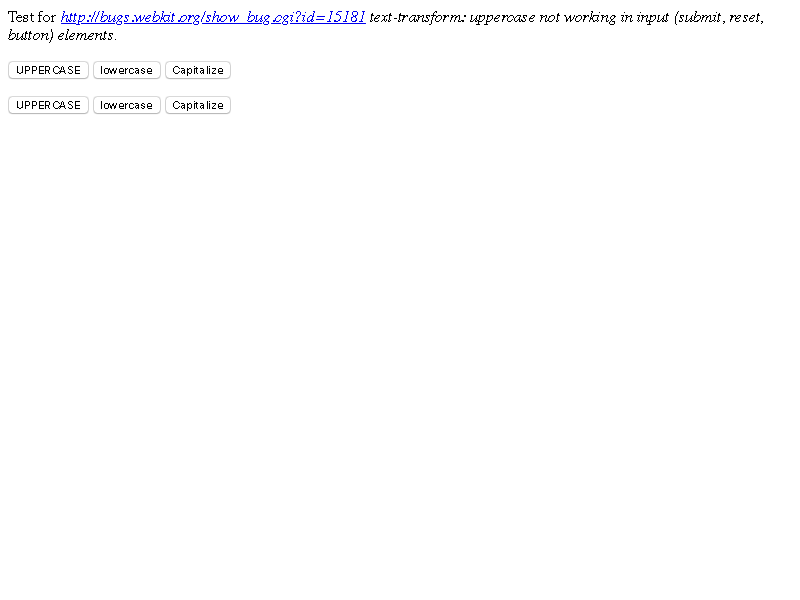 Test for http://bugs.webkit.org/show_bug.cgi?id=15181 text-transform: uppercase not working in input (submit, reset,
button) elements.
UPPERCASE lowercase Capitalize
UPPERCASE lowercase Capitalize